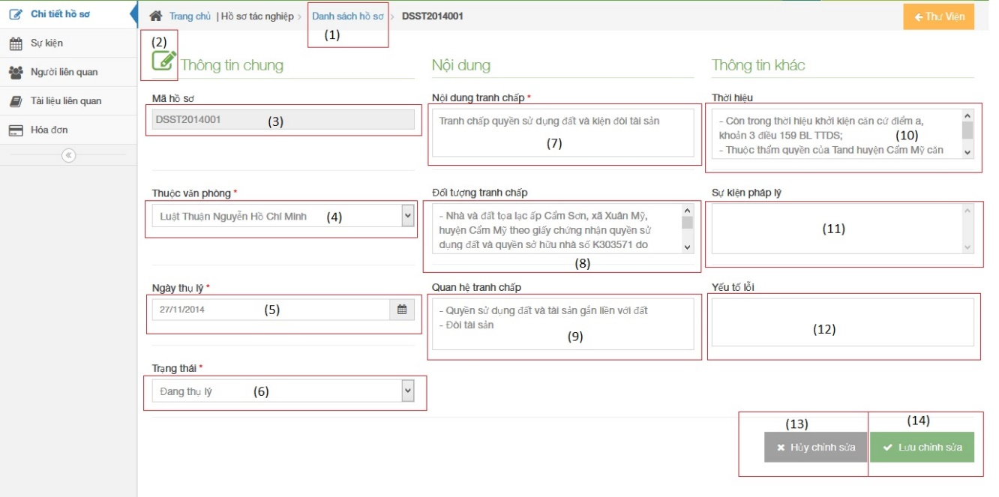 Chi tiết hồ sơ
Sự kiện
Người liên quan
Tài liệu liên quan
Hóa đơn
Trang chủ | Hồ sơ tác nghiệp > Danh sách hồ sơ > DSST2014001
Thư Viện
(1)
(2)
Thông tin chung
Mã hồ sơ
DSST2014001 (3)
Thuộc văn phòng *
Luật Thuận Nguyễn Hồ Chí Minh (4)
Ngày thụ lý *
27/11/2014 (5)
Trạng thái *
Đang thụ lý (6)
Nội dung
Nội dung tranh chấp *
Tranh chấp quyền sử dụng đất và kiện đòi tài sản
(7)
Đối tượng tranh chấp
- Nhà và đất tọa lạc ấp Cẩm Sơn, xã Xuân Mỹ,
huyện Cẩm Mỹ theo giấy chứng nhận quyền sử
dụng đất và quyền sở hữu nhà số K303571 do
(8)
Quan hệ tranh chấp
- Quyền sử dụng đất và tài sản gắn liền với đất
- Đòi tài sản
(9)
Thông tin khác
Thời hiệu
- Còn trong thời hiệu khởi kiện căn cứ điểm a,
khoản 3 điều 159 BL TTDS; (10)
- Thuộc thẩm quyền của Tand huyện Cẩm Mỹ căn
Sự kiện pháp lý
(11)
Yếu tố lỗi
(12)
(13)
Hủy chỉnh sửa
(14)
Lưu chỉnh sửa